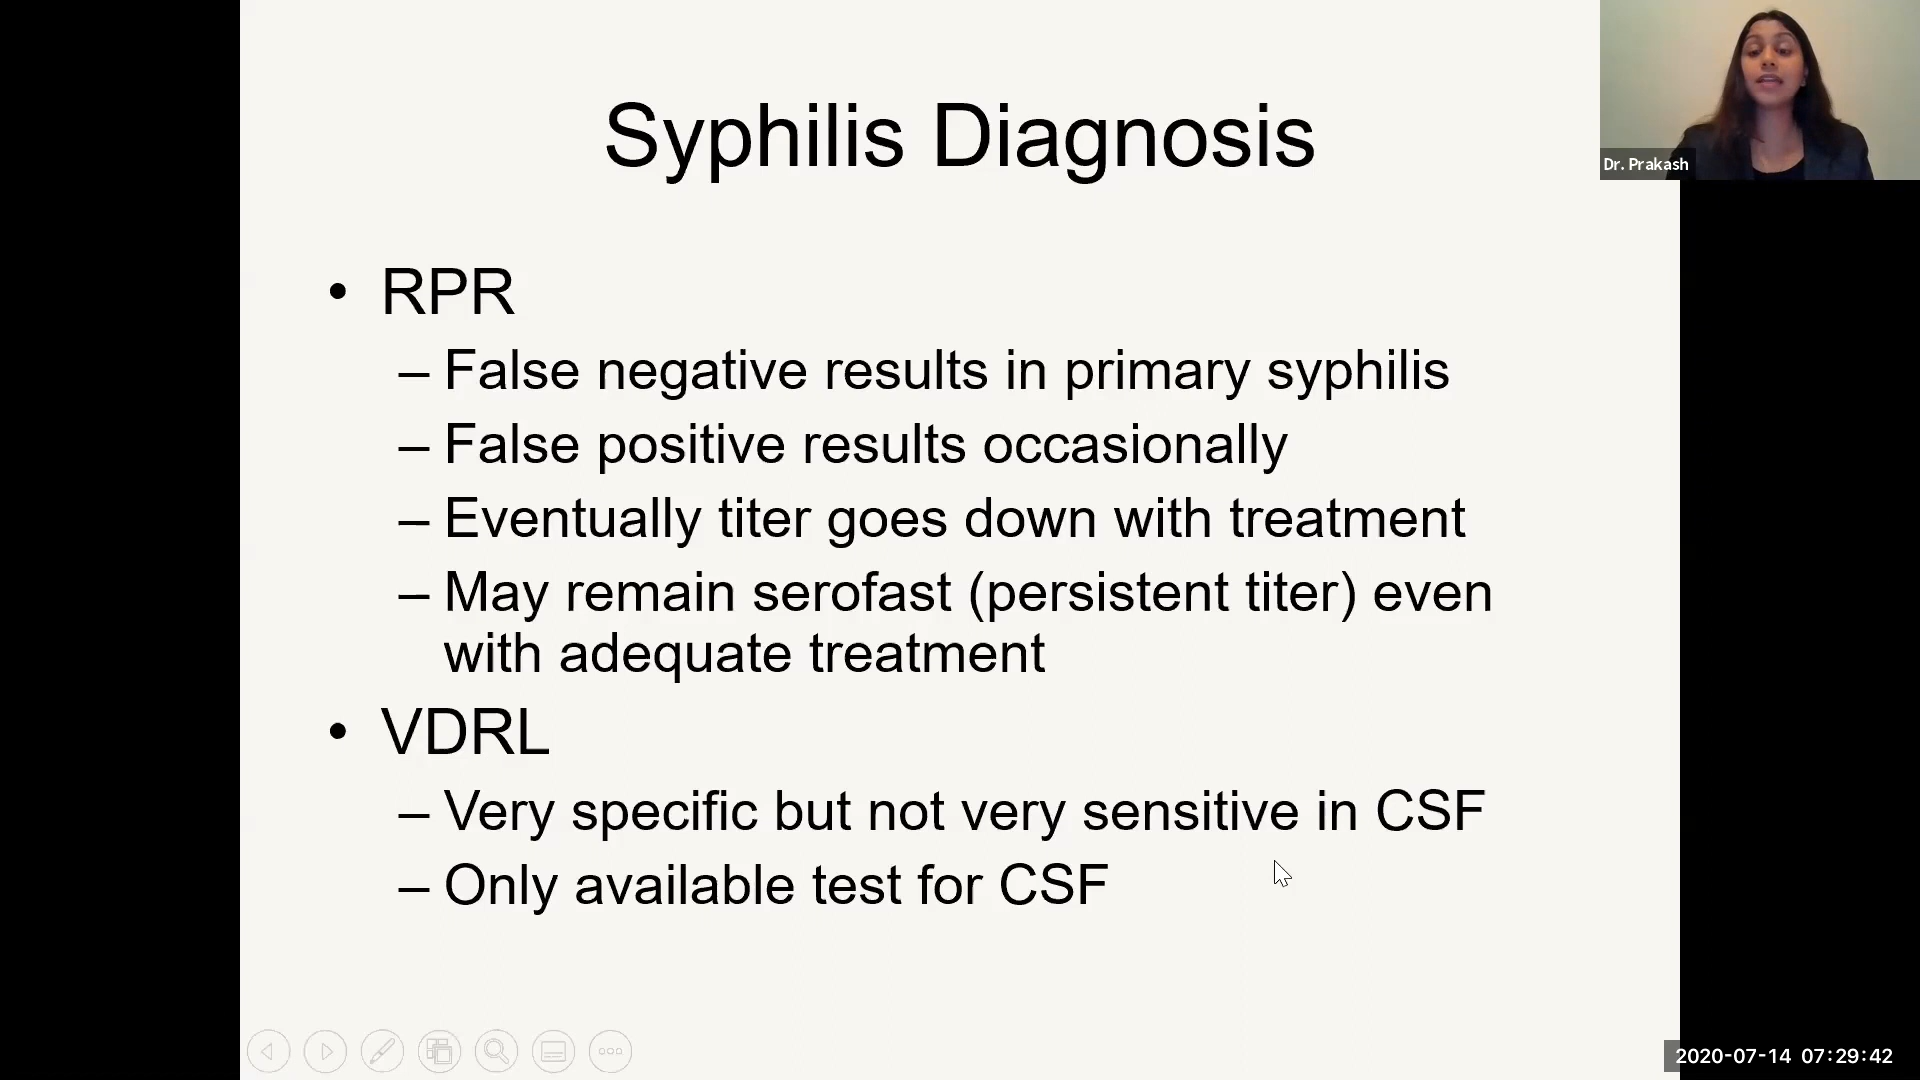 Syphilis Diagnosis
• RPR
– False negative results in primary syphilis
– False positive results occasionally
– Eventually titer goes down with treatment
– May remain serofast (persistent titer) even
with adequate treatment
• VDRL
– Very specific but not very sensitive in CSF
– Only available test for CSF
Dr. Prakash
2020-07-14 07:29:42